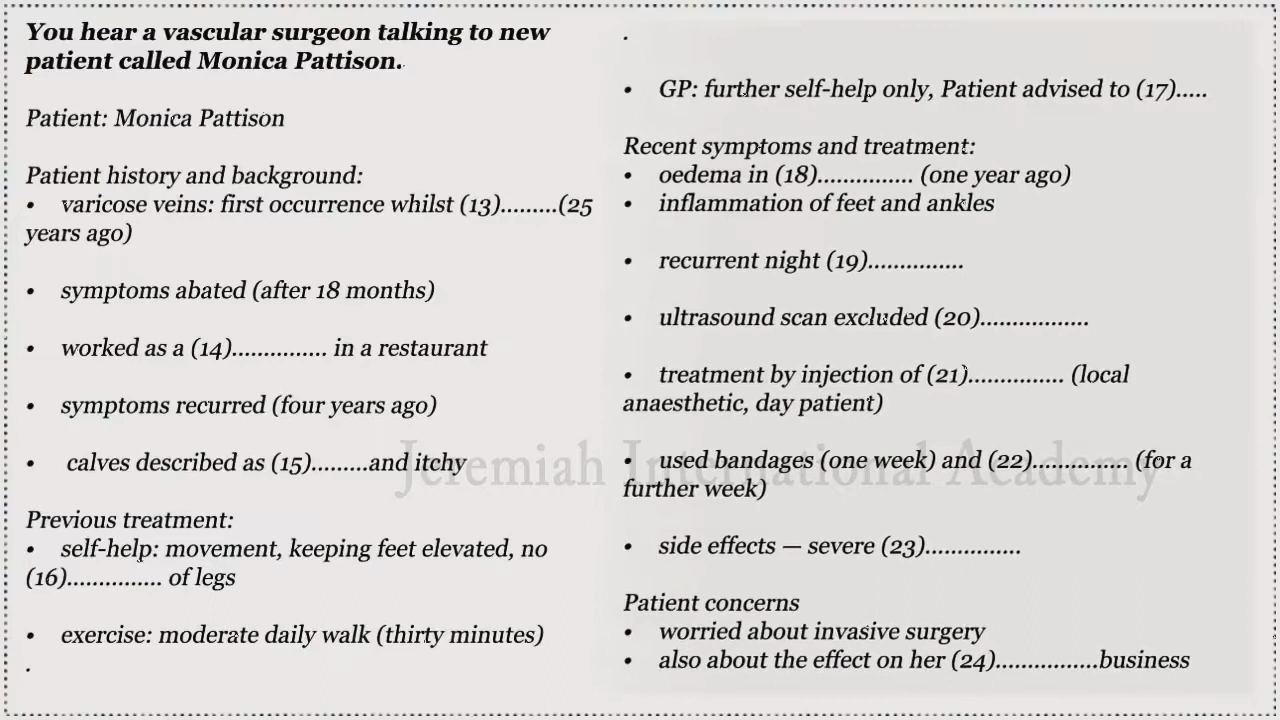 You hear a vascular surgeon talking to new
patient called Monica Pattison.
Patient: Monica Pattison
Patient history and background:
• varicose veins: first occurrence whilst (13).........(25
years ago)
• symptoms abated (after 18 months)
• worked as a (14)............... in a restaurant
• symptoms recurred (four years ago)
• calves described as (15).........and itchy
Previous treatment:
• self-help: movement, keeping feet elevated, no
(16)............... of legs
• exercise: moderate daily walk (thirty minutes)
.
.
• GP: further self-help only, Patient advised to (17).....
Recent symptoms and treatment:
• oedema in (18)............... (one year ago)
• inflammation of feet and ankles
• recurrent night (19)...............
• ultrasound scan excluded (20).................
• treatment by injection of (21)............... (local
anaesthetic, day patient)
• used bandages (one week) and (22)............... (for a
further week)
• side effects — severe (23)...............
Patient concerns
• worried about invasive surgery
• also about the effect on her (24)................business
Jeremiah International Academy